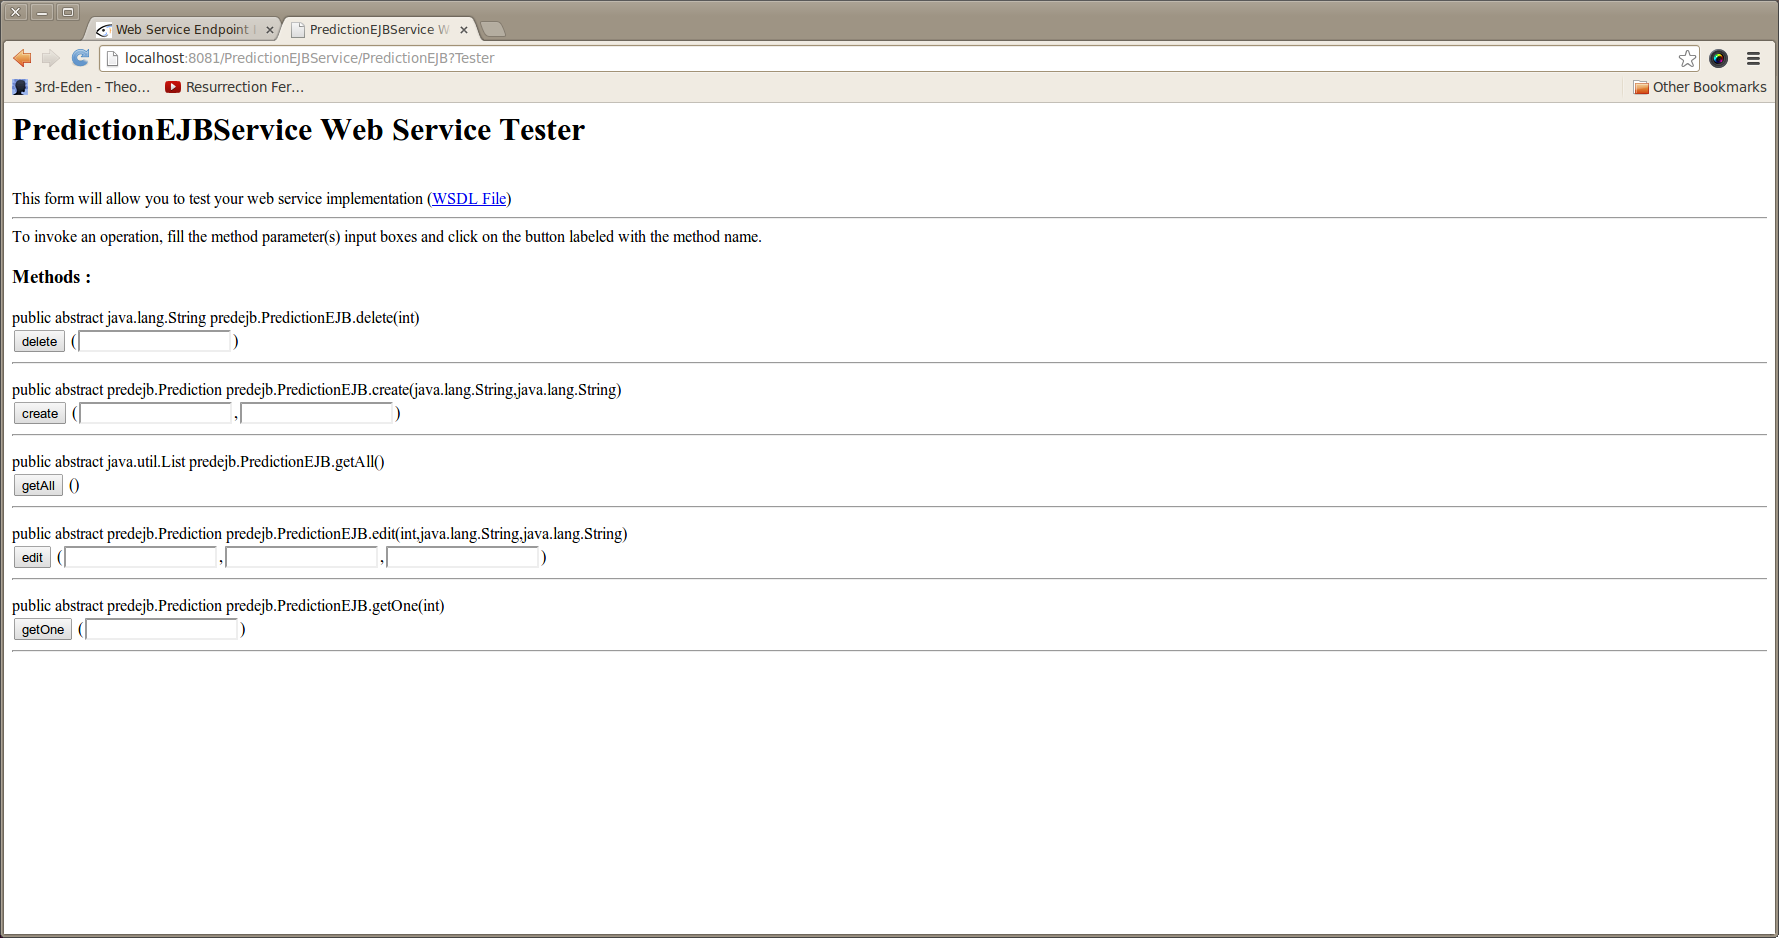 Web Service Endpoint
PredictionEJBService W
localhost:8081/PredictionEJBService/PredictionEJB?Tester
3rd-Eden - Theo...
Resurrection Fer...
Other Bookmarks
PredictionEJBService Web Service Tester
This form will allow you to test your web service implementation (WSDL File)
To invoke an operation, fill the method parameter(s) input boxes and click on the button labeled with the method name.
Methods :
public abstract java.lang.String predejb.PredictionEJB.delete(int)
delete ( )
public abstract predejb.Prediction predejb.PredictionEJB.create(java.lang.String,java.lang.String)
create ( , )
public abstract java.util.List predejb.PredictionEJB.getAll()
getAll ()
public abstract predejb.Prediction predejb.PredictionEJB.edit(int,java.lang.String,java.lang.String)
edit ( , , )
public abstract predejb.Prediction predejb.PredictionEJB.getOne(int)
getOne ( )